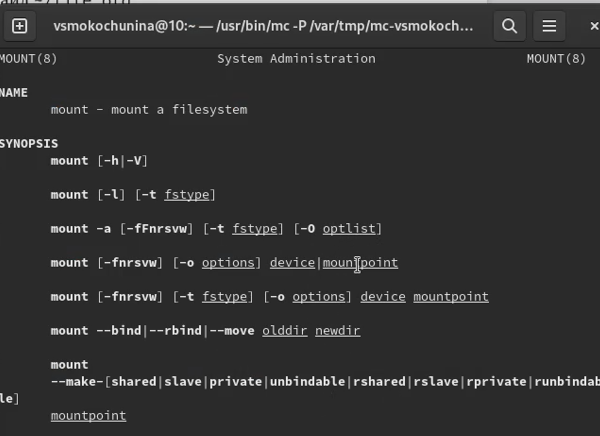 vsmokochunina@10:~ — /usr/bin/mc -P /var/tmp/mc-vsmokoch...
MOUNT(8) System Administration MOUNT(8)
NAME
mount - mount a filesystem
SYNOPSIS
mount [-h|-V]
mount [-l] [-t fstype]
mount -a [-fFnrsvw] [-t fstype] [-O optlist]
mount [-fnrsvw] [-o options] device|mountpoint
mount [-fnrsvw] [-t fstype] [-o options] device mountpoint
mount --bind|--rbind|--move olddir newdir
mount
--make-[shared|slave|private|unbindable|rshared|rslave|rprivate|runbindab
le]
mountpoint